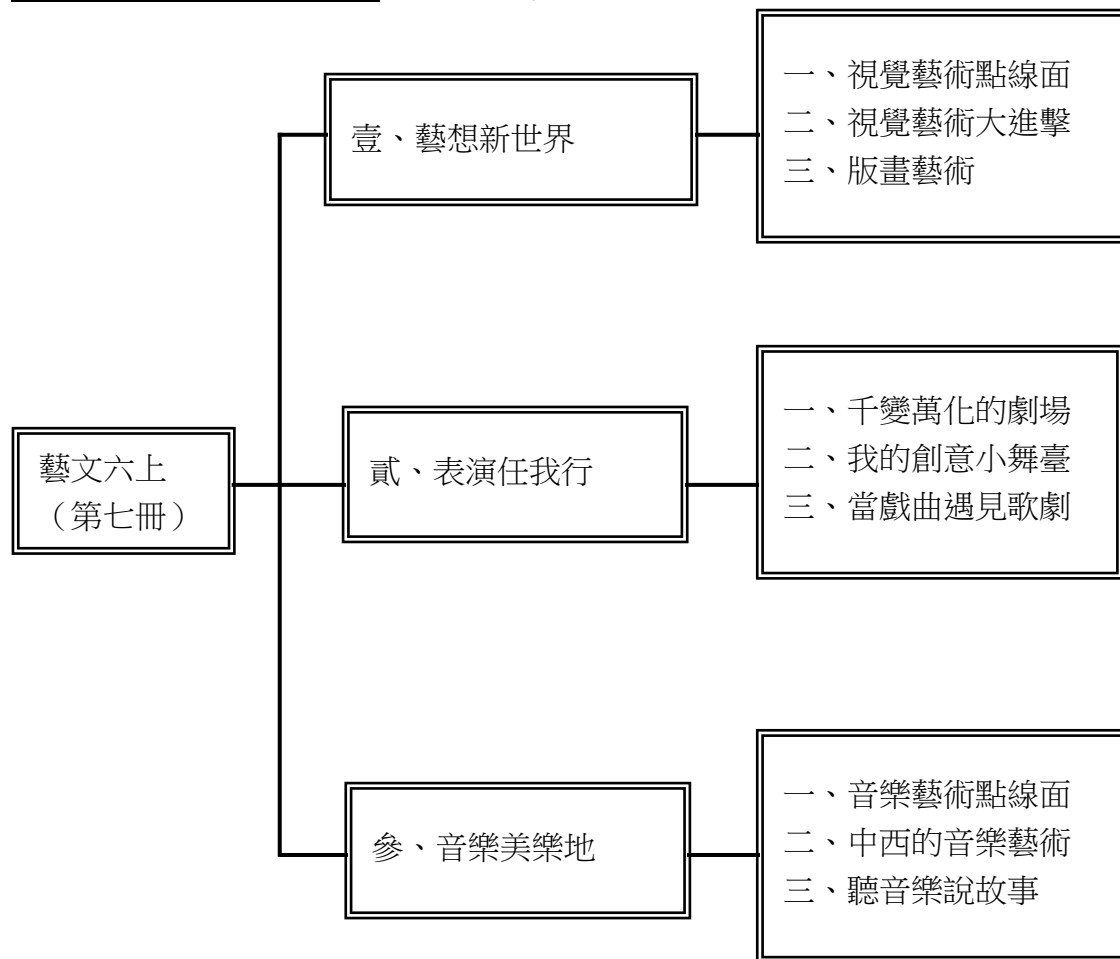 藝文六上
（第七冊）
壹、藝想新世界
一、視覺藝術點線面
二、視覺藝術大進擊
三、版畫藝術
貳、表演任我行
一、千變萬化的劇場
二、我的創意小舞臺
三、當戲曲遇見歌劇
參、音樂美樂地
一、音樂藝術點線面
二、中西的音樂藝術
三、聽音樂說故事